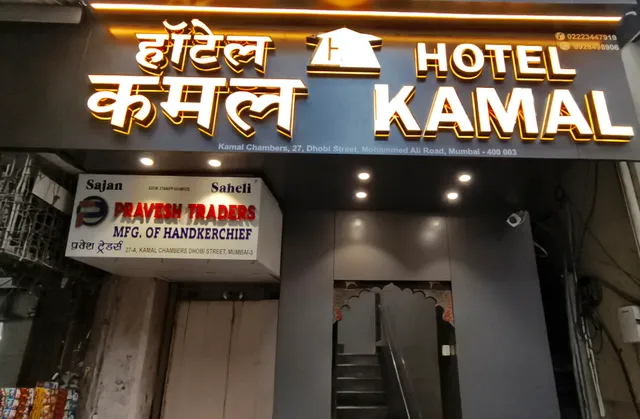 हॉटेल
कमल
H
HOTEL
KAMAL
02223447919
Kamal Chambers, 27, Dhobi Street, Mohammed Ali Road, Mumbai - 400 003
Sajan Saheli
PRAVESH TRADERS
MFG. OF HANDKERCHIEF
प्रवेश ट्रेडर्स 27-A, KAMAL CHAMBERS DHOBI STREET, MUMBAI-3